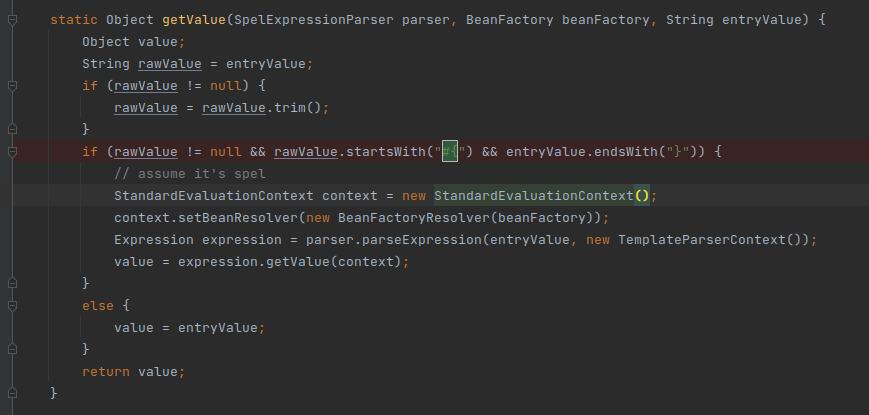 static Object getValue(SpelExpressionParser parser, BeanFactory beanFactory, String entryValue) {
    Object value;
    String rawValue = entryValue;
    if (rawValue != null) {
        rawValue = rawValue.trim();
    }
    if (rawValue != null && rawValue.startsWith("#{") && entryValue.endsWith("}")) {
        // assume it's spel
        StandardEvaluationContext context = new StandardEvaluationContext();
        context.setBeanResolver(new BeanFactoryResolver(beanFactory));
        Expression expression = parser.parseExpression(entryValue, new TemplateParserContext());
        value = expression.getValue(context);
    }
    else {
        value = entryValue;
    }
    return value;
}